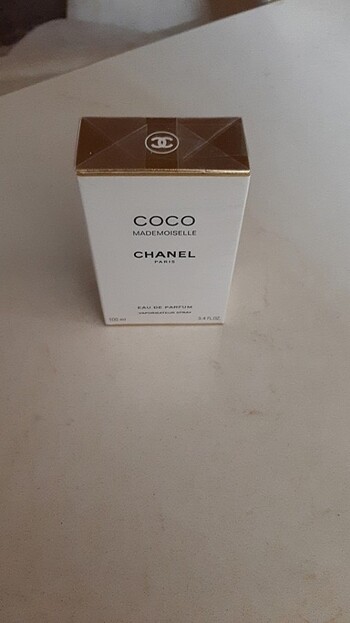 COCO
MADEMOISELLE
CHANEL
PARIS
EAU DE PARFUM
VAPORISATEUR SPRAY
100 ml 3.4 FL.OZ.